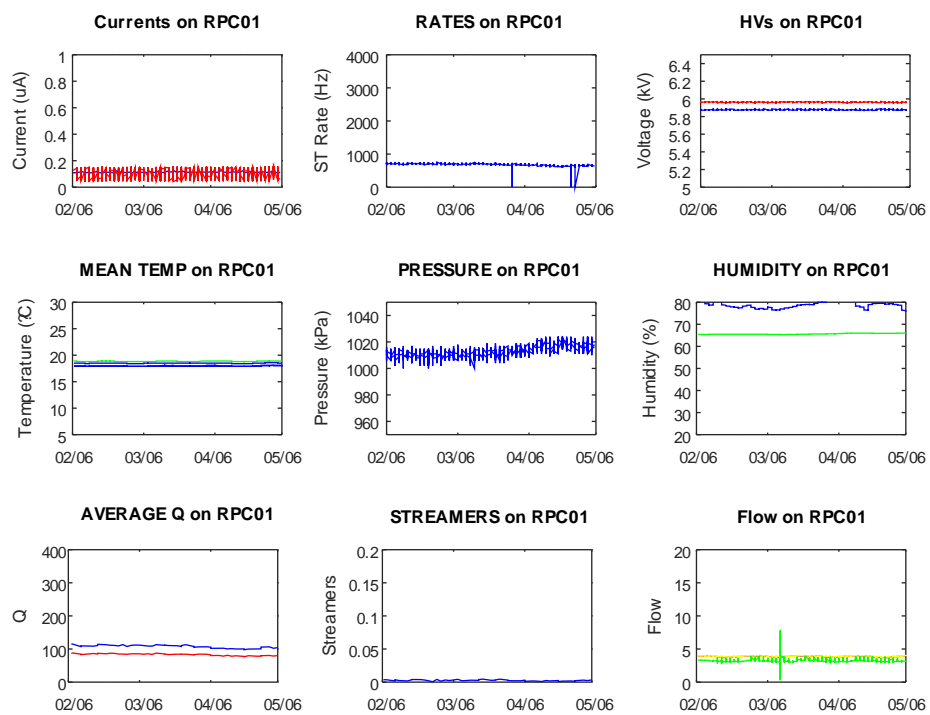 Currents on RPC01
Current (uA)
1
0.8
0.6
0.4
0.2
0
02/06 03/06 04/06 05/06
RATES on RPC01
ST Rate (Hz)
4000
3000
2000
1000
0
02/06 03/06 04/06 05/06
HVs on RPC01
Voltage (kV)
6.4
6.2
6
5.8
5.6
5.4
5.2
5
02/06 03/06 04/06 05/06
MEAN TEMP on RPC01
Temperature (?C)
30
25
20
15
10
5
02/06 03/06 04/06 05/06
PRESSURE on RPC01
Pressure (kPa)
1040
1020
1000
980
960
02/06 03/06 04/06 05/06
HUMIDITY on RPC01
Humidity (%)
80
70
60
50
40
30
20
02/06 03/06 04/06 05/06
AVERAGE Q on RPC01
Q
400
300
200
100
0
02/06 03/06 04/06 05/06
STREAMERS on RPC01
Streamers
0.2
0.15
0.1
0.05
0
02/06 03/06 04/06 05/06
Flow on RPC01
Flow
20
15
10
5
0
02/06 03/06 04/06 05/06